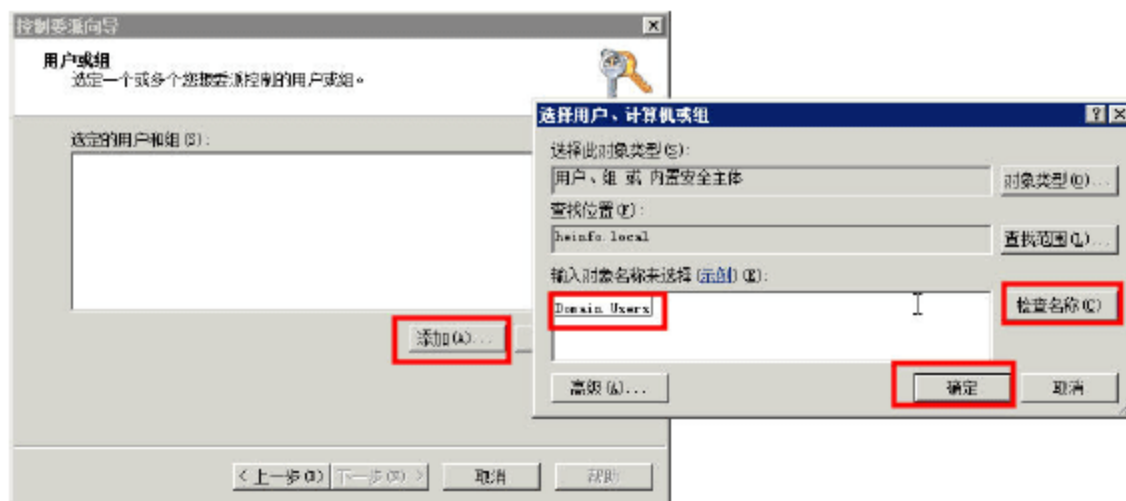 控制委派向导
用户或组
选定一个或多个您想委派控制的用户或组。
选定的用户和组(S):
添加(A)...
< 上一步(B)
下一步(N) >
取消
帮助
选择用户、计算机或组
选择此对象类型(S):
用户、组 或 内置安全主体
对象类型(O)...
查找位置(F):
heinfo.local
查找范围(L)...
输入对象名称来选择(示例)(E):
Domain Users
检查名称(C)
高级(A)...
确定
取消